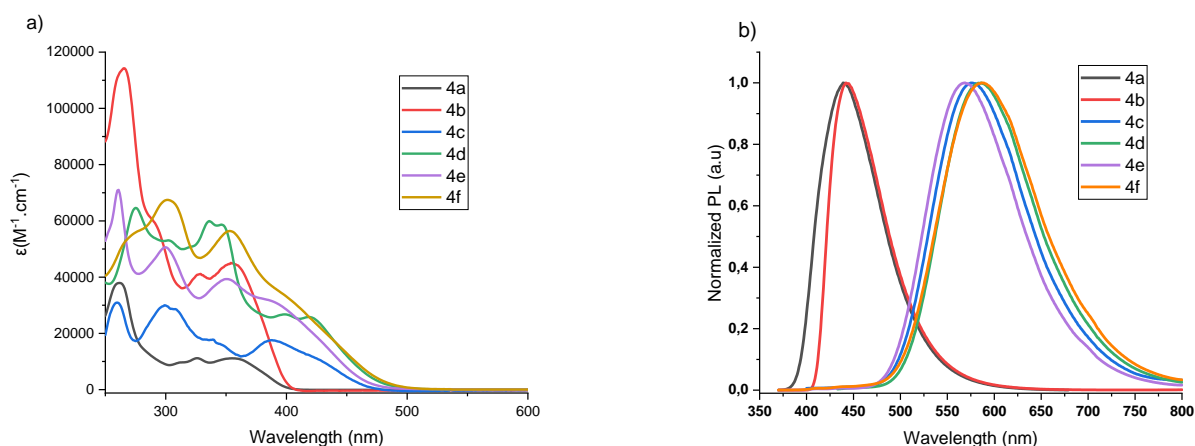 a)
120000
100000
80000
60000
40000
20000
0
ε(M⁻¹.cm⁻¹)
4a
4b
4c
4d
4e
4f
300
400
500
600
Wavelength (nm)
b)
1,0
0,8
0,6
0,4
0,2
0,0
Normalized PL (a.u)
4a
4b
4c
4d
4e
4f
350
400
450
500
550
600
650
700
750
800
Wavelength (nm)